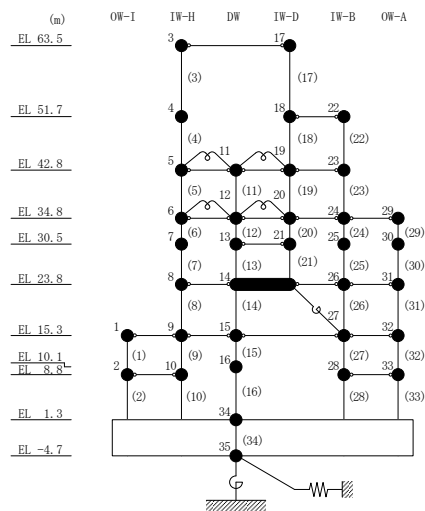 (m) OW-I IW-H DW IW-D IW-B OW-A
EL 63.5 3 17
(3) (17)
EL 51.7 4 18 22
(4) (18) (22)
EL 42.8 5 11 19 23
(5) (11) (19) (23)
EL 34.8 6 12 20 24 29
(6) (12) (20) (24) (29)
EL 30.5 7 13 21 25 30
(7) (13) (21) (25) (30)
EL 23.8 8 14 26 31
(8) (14) (26) (31)
27
EL 15.3 1 9 15 32
(1) (9) (15) (27) (32)
EL 10.1 16
EL 8.8 2 10 28 33
(2) (10) (16) (28) (33)
EL 1.3 34
(34)
EL -4.7 35